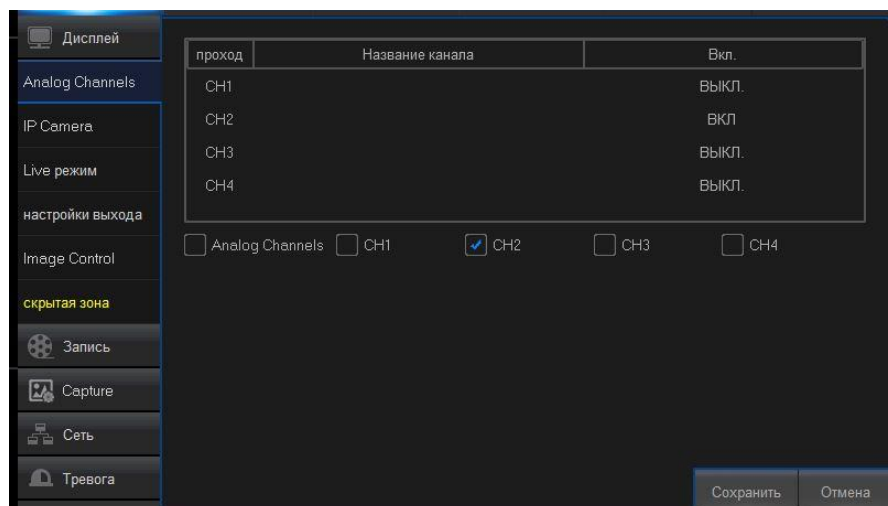 Дисплей
Analog Channels
IP Camera
Live режим
настройки выхода
Image Control
скрытая зона
Запись
Capture
Сеть
Тревога
проход Название канала Вкл.
CH1 ВЫКЛ.
CH2 ВКЛ
CH3 ВЫКЛ.
CH4 ВЫКЛ.
Analog Channels CH1 CH2 CH3 CH4
Сохранить Отмена